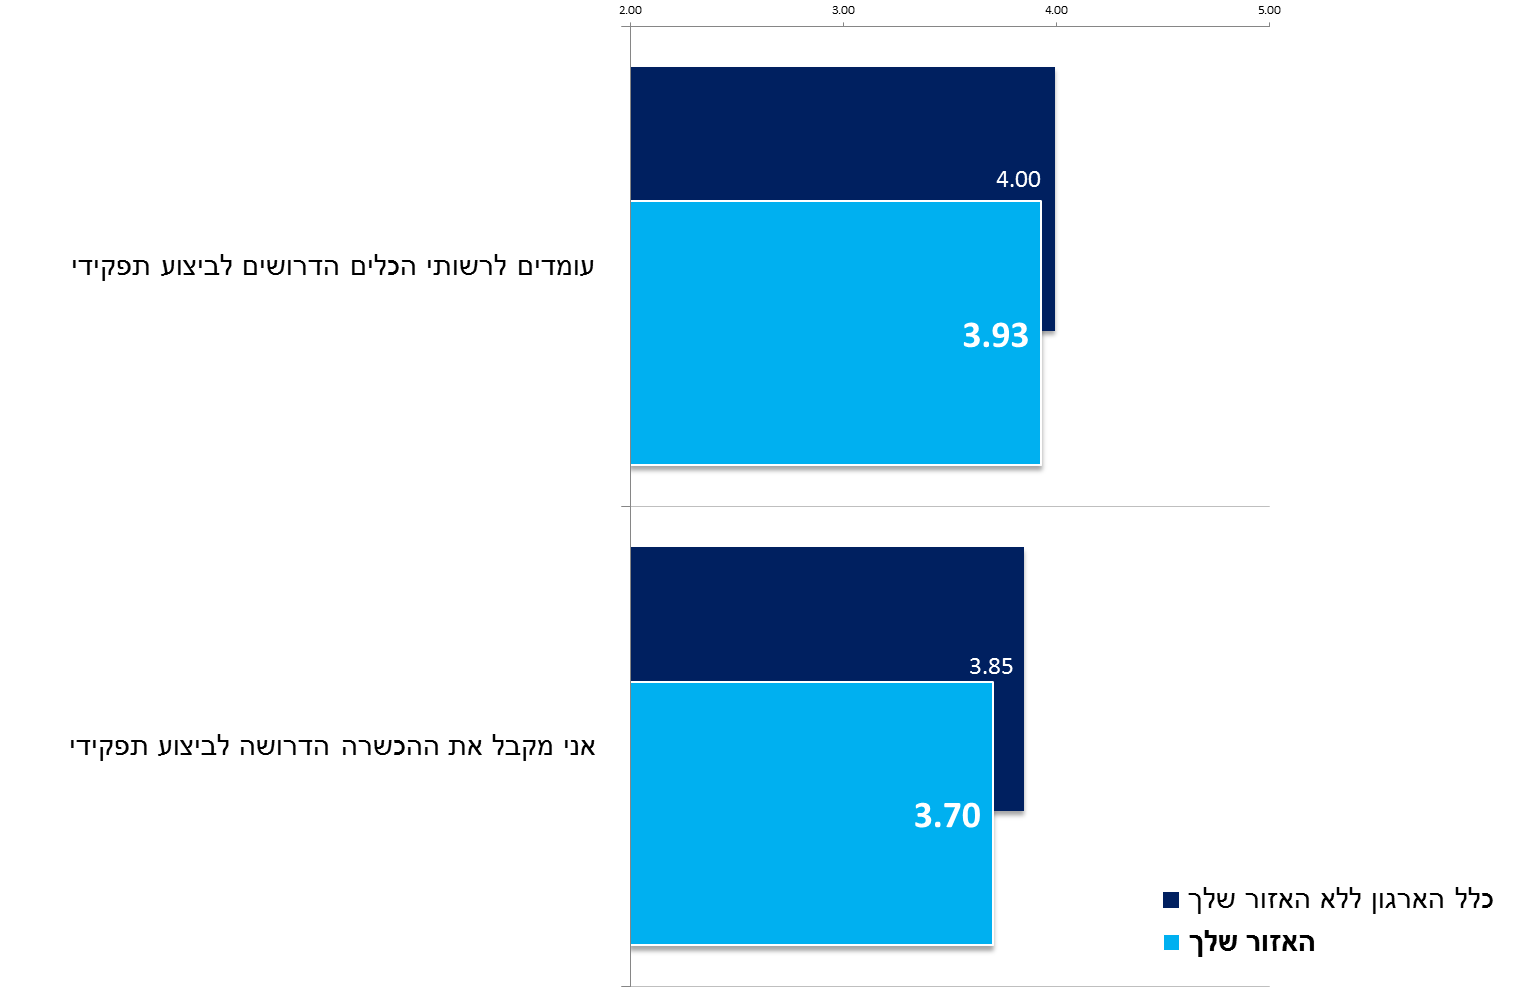 2.00 3.00 4.00 5.00
4.00
עומדים לרשותי הכלים הדרושים לביצוע תפקידי
3.93
3.85
אני מקבל את ההכשרה הדרושה לביצוע תפקידי
3.70
כלל הארגון ללא האזור שלך
האזור שלך